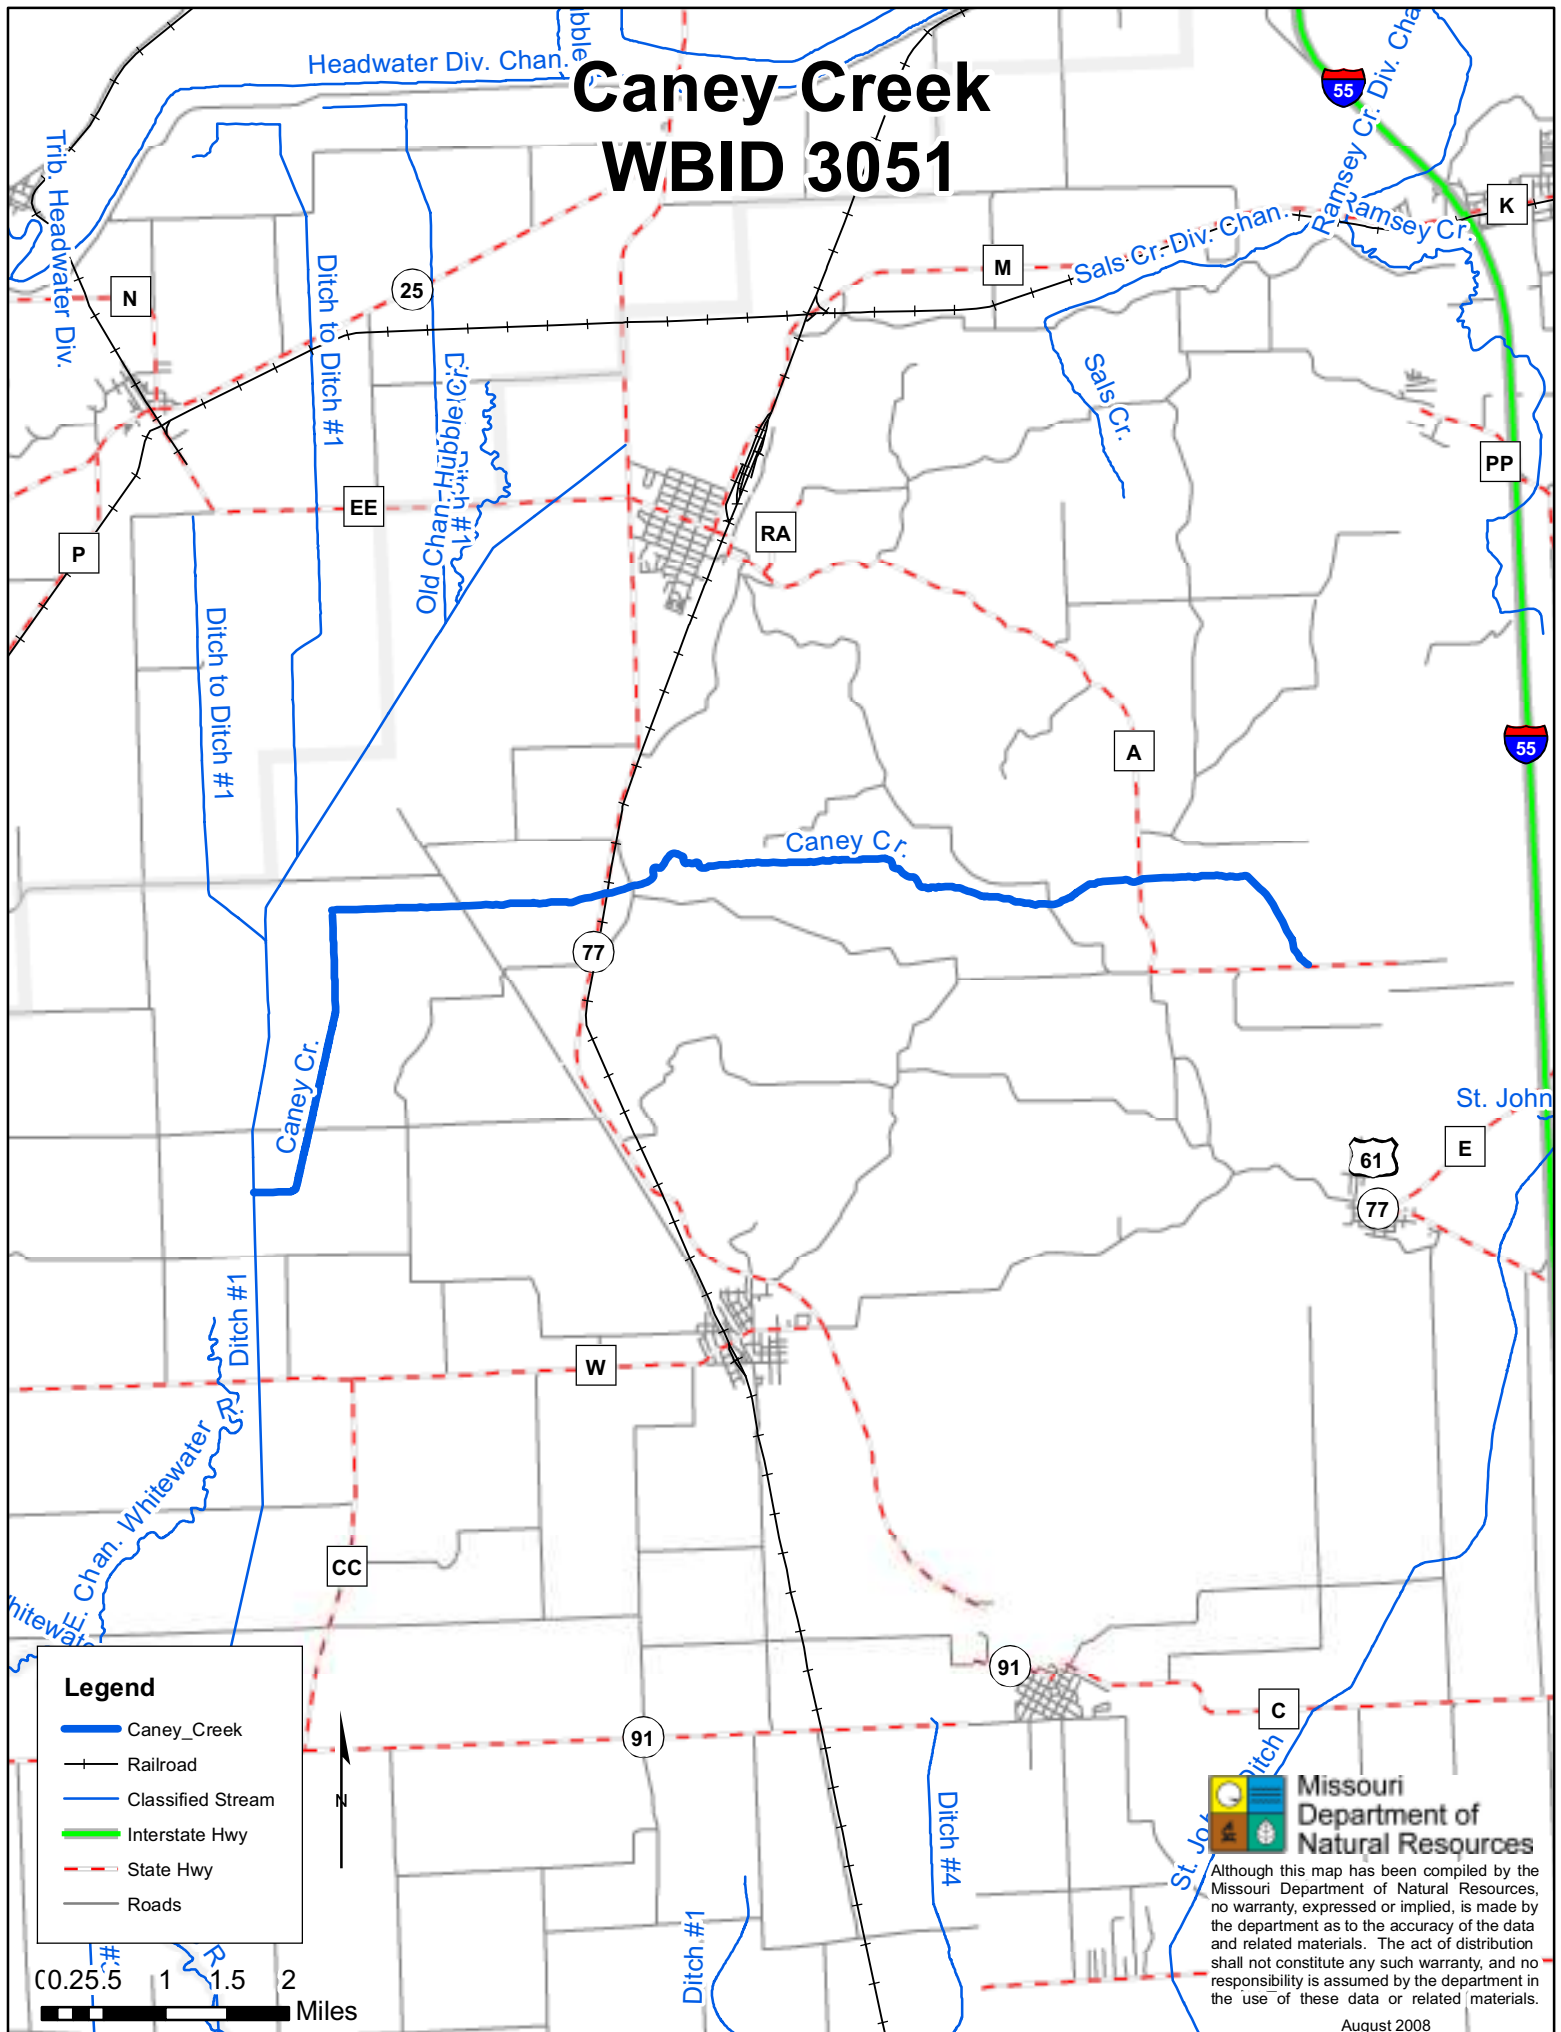 Headwater Div. Chan.
Caney Creek
WBID 3051
55
Ramsey Cr. Div. Cha
Ramsey Cr.
K
Trib. Headwater Div.
N
25
Ditch to Ditch #1
M
Sals Cr. Div. Chan.
Sals Cr.
PP
EE
Old Chan. Hubble Cr.
RA
P
Ditch to Ditch #1
A
55
Caney Cr.
77
Caney Cr.
St. John
61
E
77
Ditch #1
W
E. Chan. Whitewater R.
CC
91
C
91
Ditch #4
Ditch #1
Legend
Caney_Creek
Railroad
Classified Stream
Interstate Hwy
State Hwy
Roads
N
1 1.5 2
Miles
Missouri
Department of
Natural Resources
Although this map has been compiled by the
Missouri Department of Natural Resources,
no warranty, expressed or implied, is made by
the department as to the accuracy of the data
and related materials. The act of distribution
shall not constitute any such warranty, and no
responsibility is assumed by the department in
the use of these data or related materials.
August 2008